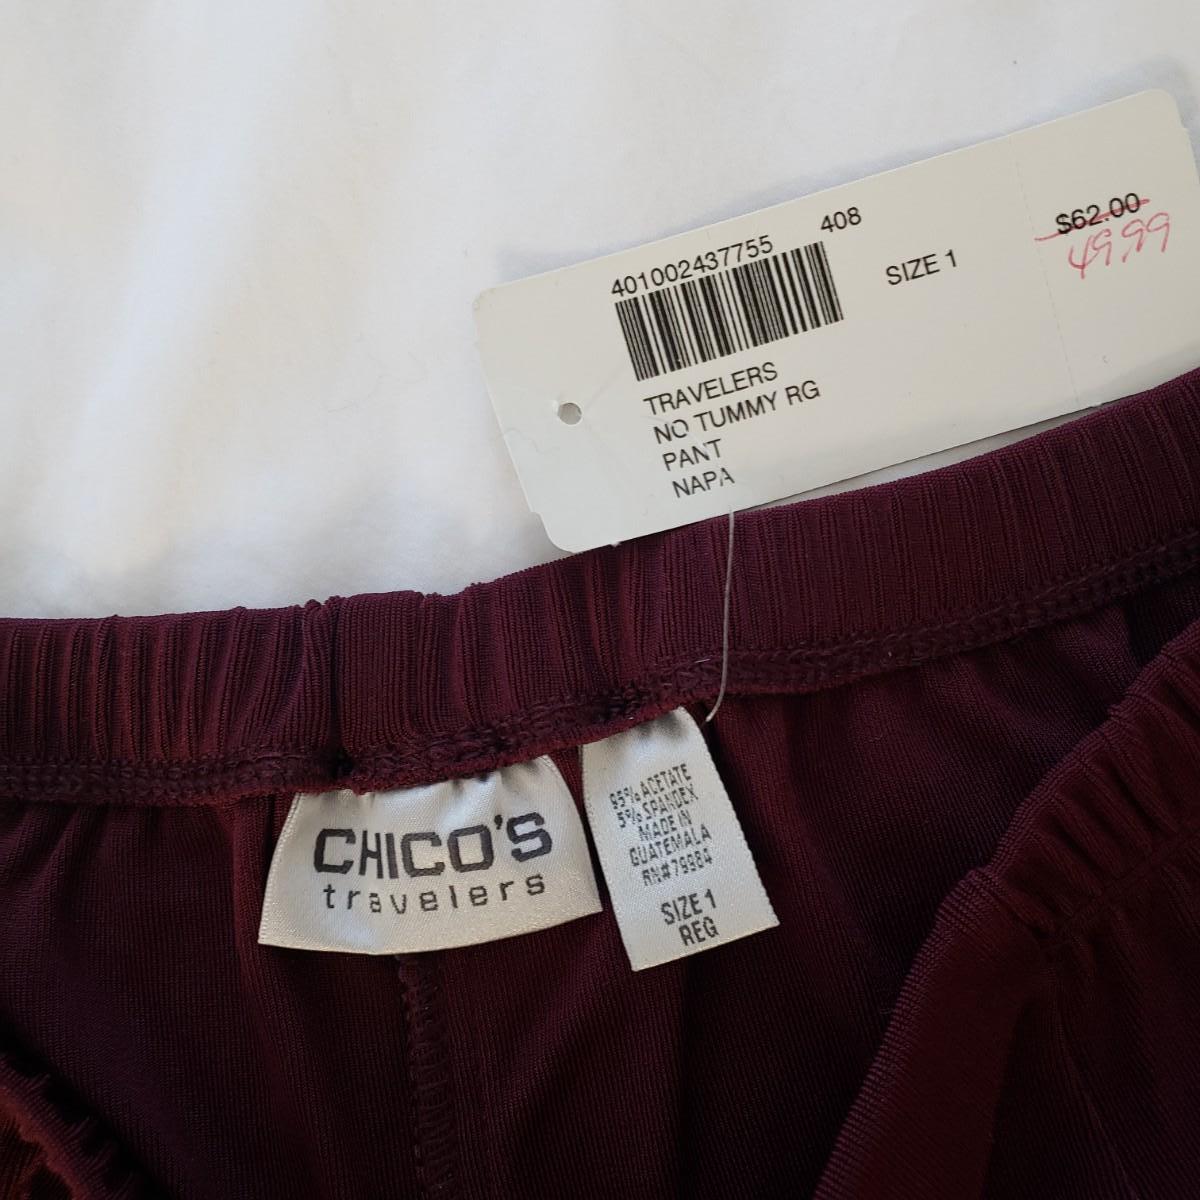 401002437755 408
SIZE 1
$62.00
49.99
TRAVELERS
NO TUMMY RG
PANT
NAPA
CHICO'S
travelers
95% ACETATE
5% SPANDEX
MADE IN
GUATEMALA
RN# 79984
SIZE 1
REG